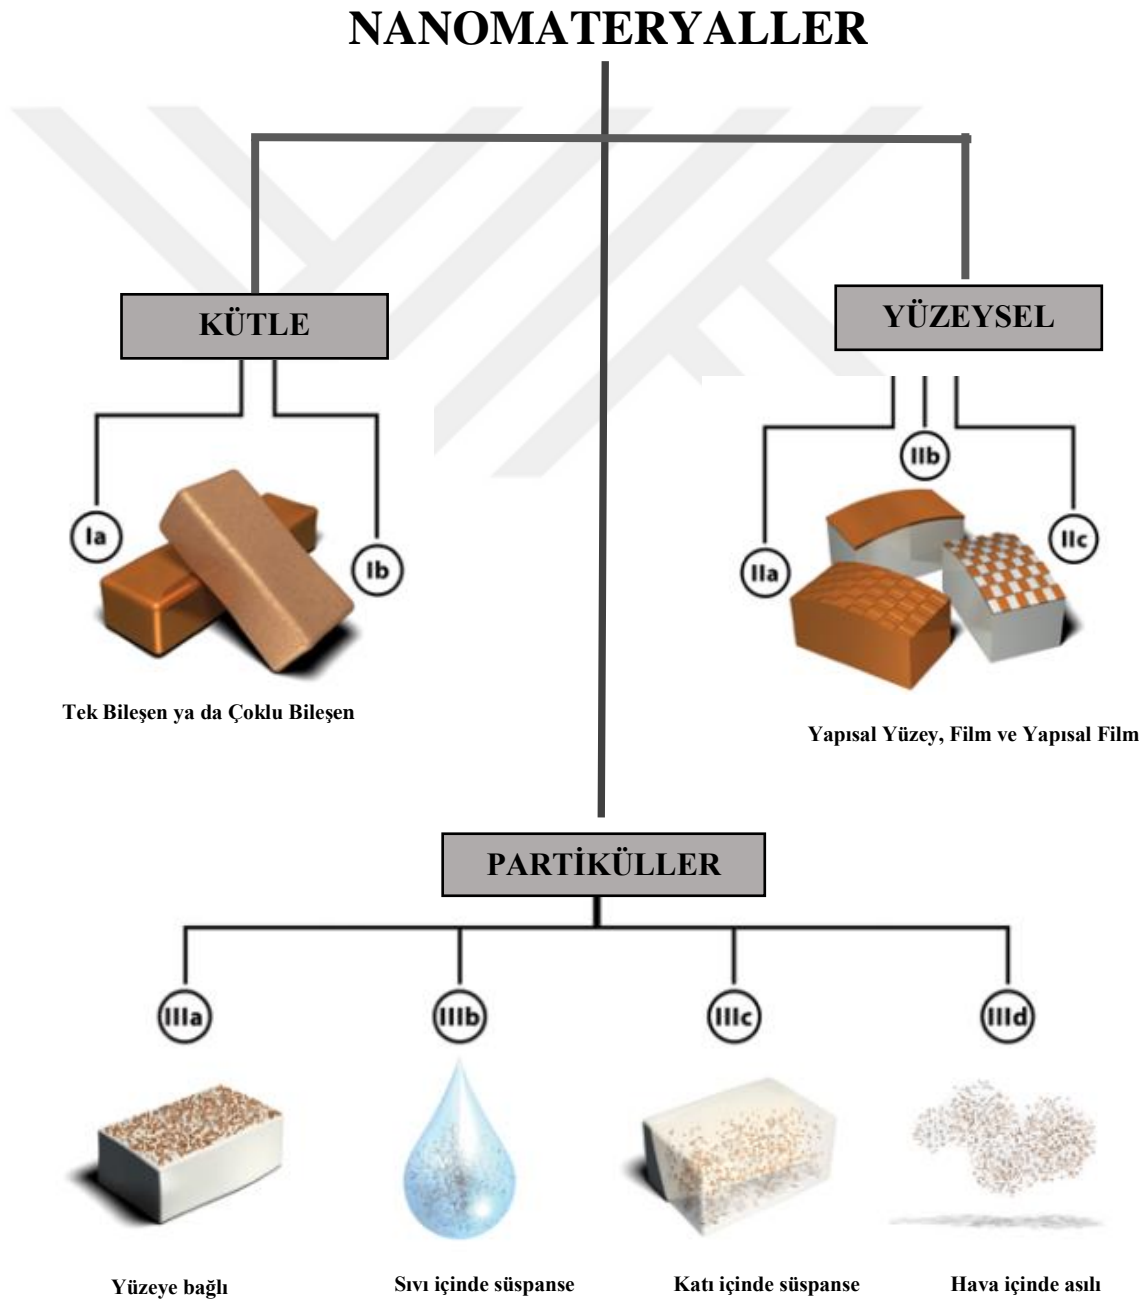 NANOMATERYALLER
KÜTLE
YÜZEYSEL
Ia
Ib
IIa
IIb
IIc
Tek Bileşen ya da Çoklu Bileşen
Yapısal Yüzey, Film ve Yapısal Film
PARTİKÜLLER
IIIa
IIIb
IIIc
IIId
Yüzeye bağlı
Sıvı içinde süspanse
Katı içinde süspanse
Hava içinde asılı